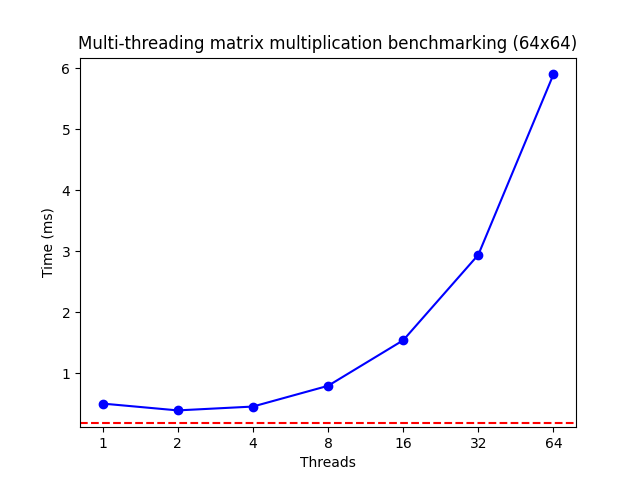 Multi-threading matrix multiplication benchmarking (64x64)
6
5
4
3
2
1
Time (ms)
1 2 4 8 16 32 64
Threads